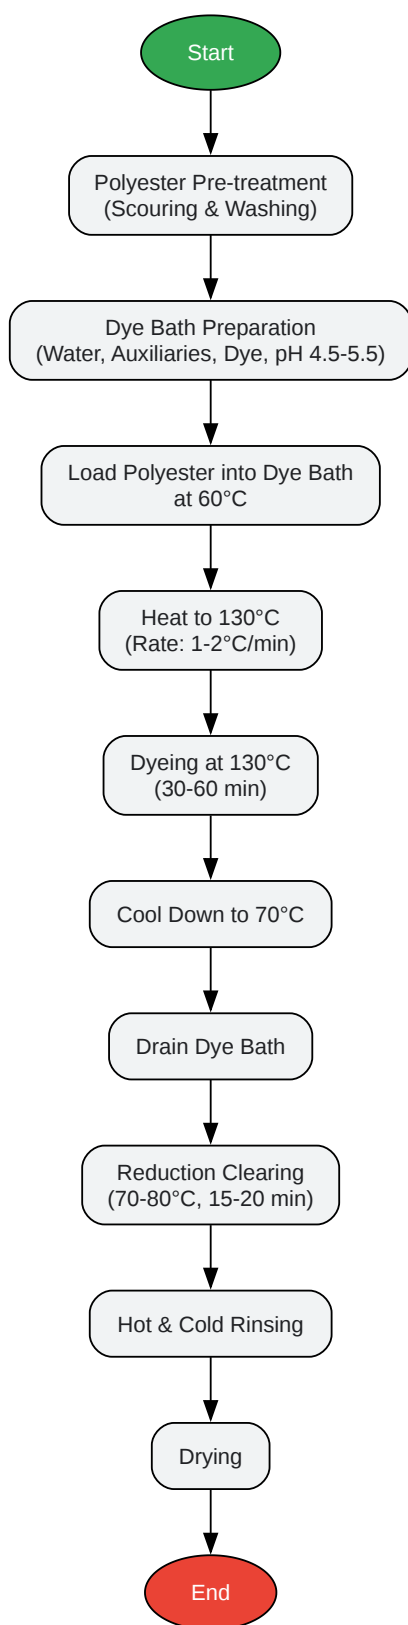 Start
Polyester Pre-treatment
(Scouring & Washing)
Dye Bath Preparation
(Water, Auxiliaries, Dye, pH 4.5-5.5)
Load Polyester into Dye Bath
at 60°C
Heat to 130°C
(Rate: 1-2°C/min)
Dyeing at 130°C
(30-60 min)
Cool Down to 70°C
Drain Dye Bath
Reduction Clearing
(70-80°C, 15-20 min)
Hot & Cold Rinsing
Drying
End